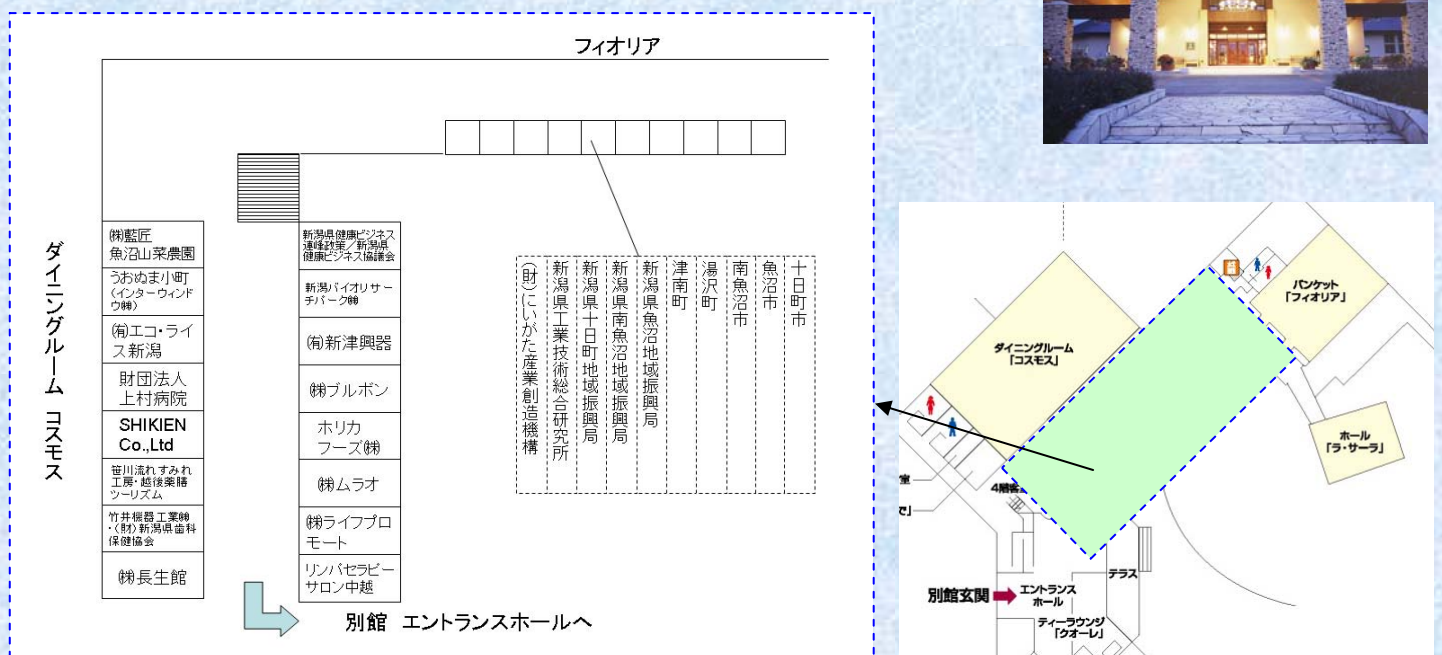 フィオリア
ダイニングルーム コスモス
㈱藍匠
魚沼山菜農園
うおぬま小町
(インターウィンド
ウ㈱)
㈲エコ・ライ
ス新潟
財団法人
上村病院
SHIKIEN
Co.,Ltd
笹川流れすみれ
工房・越後薬膳
ツーリズム
竹井機器工業㈱
・(財)新潟県歯科
保健協会
㈱長生館
新潟県健康ビジネス
連峰政策／新潟県
健康ビジネス協議会
新潟バイオリサー
チパーク㈱
㈲新津興器
㈱ブルボン
ホリカ
フーズ㈱
㈱ムラオ
㈱ライフプロ
モート
リンパセラピー
サロン中越
十日町市
魚沼市
南魚沼市
湯沢町
津南町
新潟県魚沼地域振興局
新潟県南魚沼地域振興局
新潟県十日町地域振興局
新潟県工業技術総合研究所
(財)にいがた産業創造機構
別館 エントランスホールへ
バンケット
「フィオリア」
ダイニングルーム
「コスモス」
ホール
「ラ・サーラ」
室
4階客室
で」
テラス
別館玄関
エントランス
ホール
ティーラウンジ
「クオーレ」